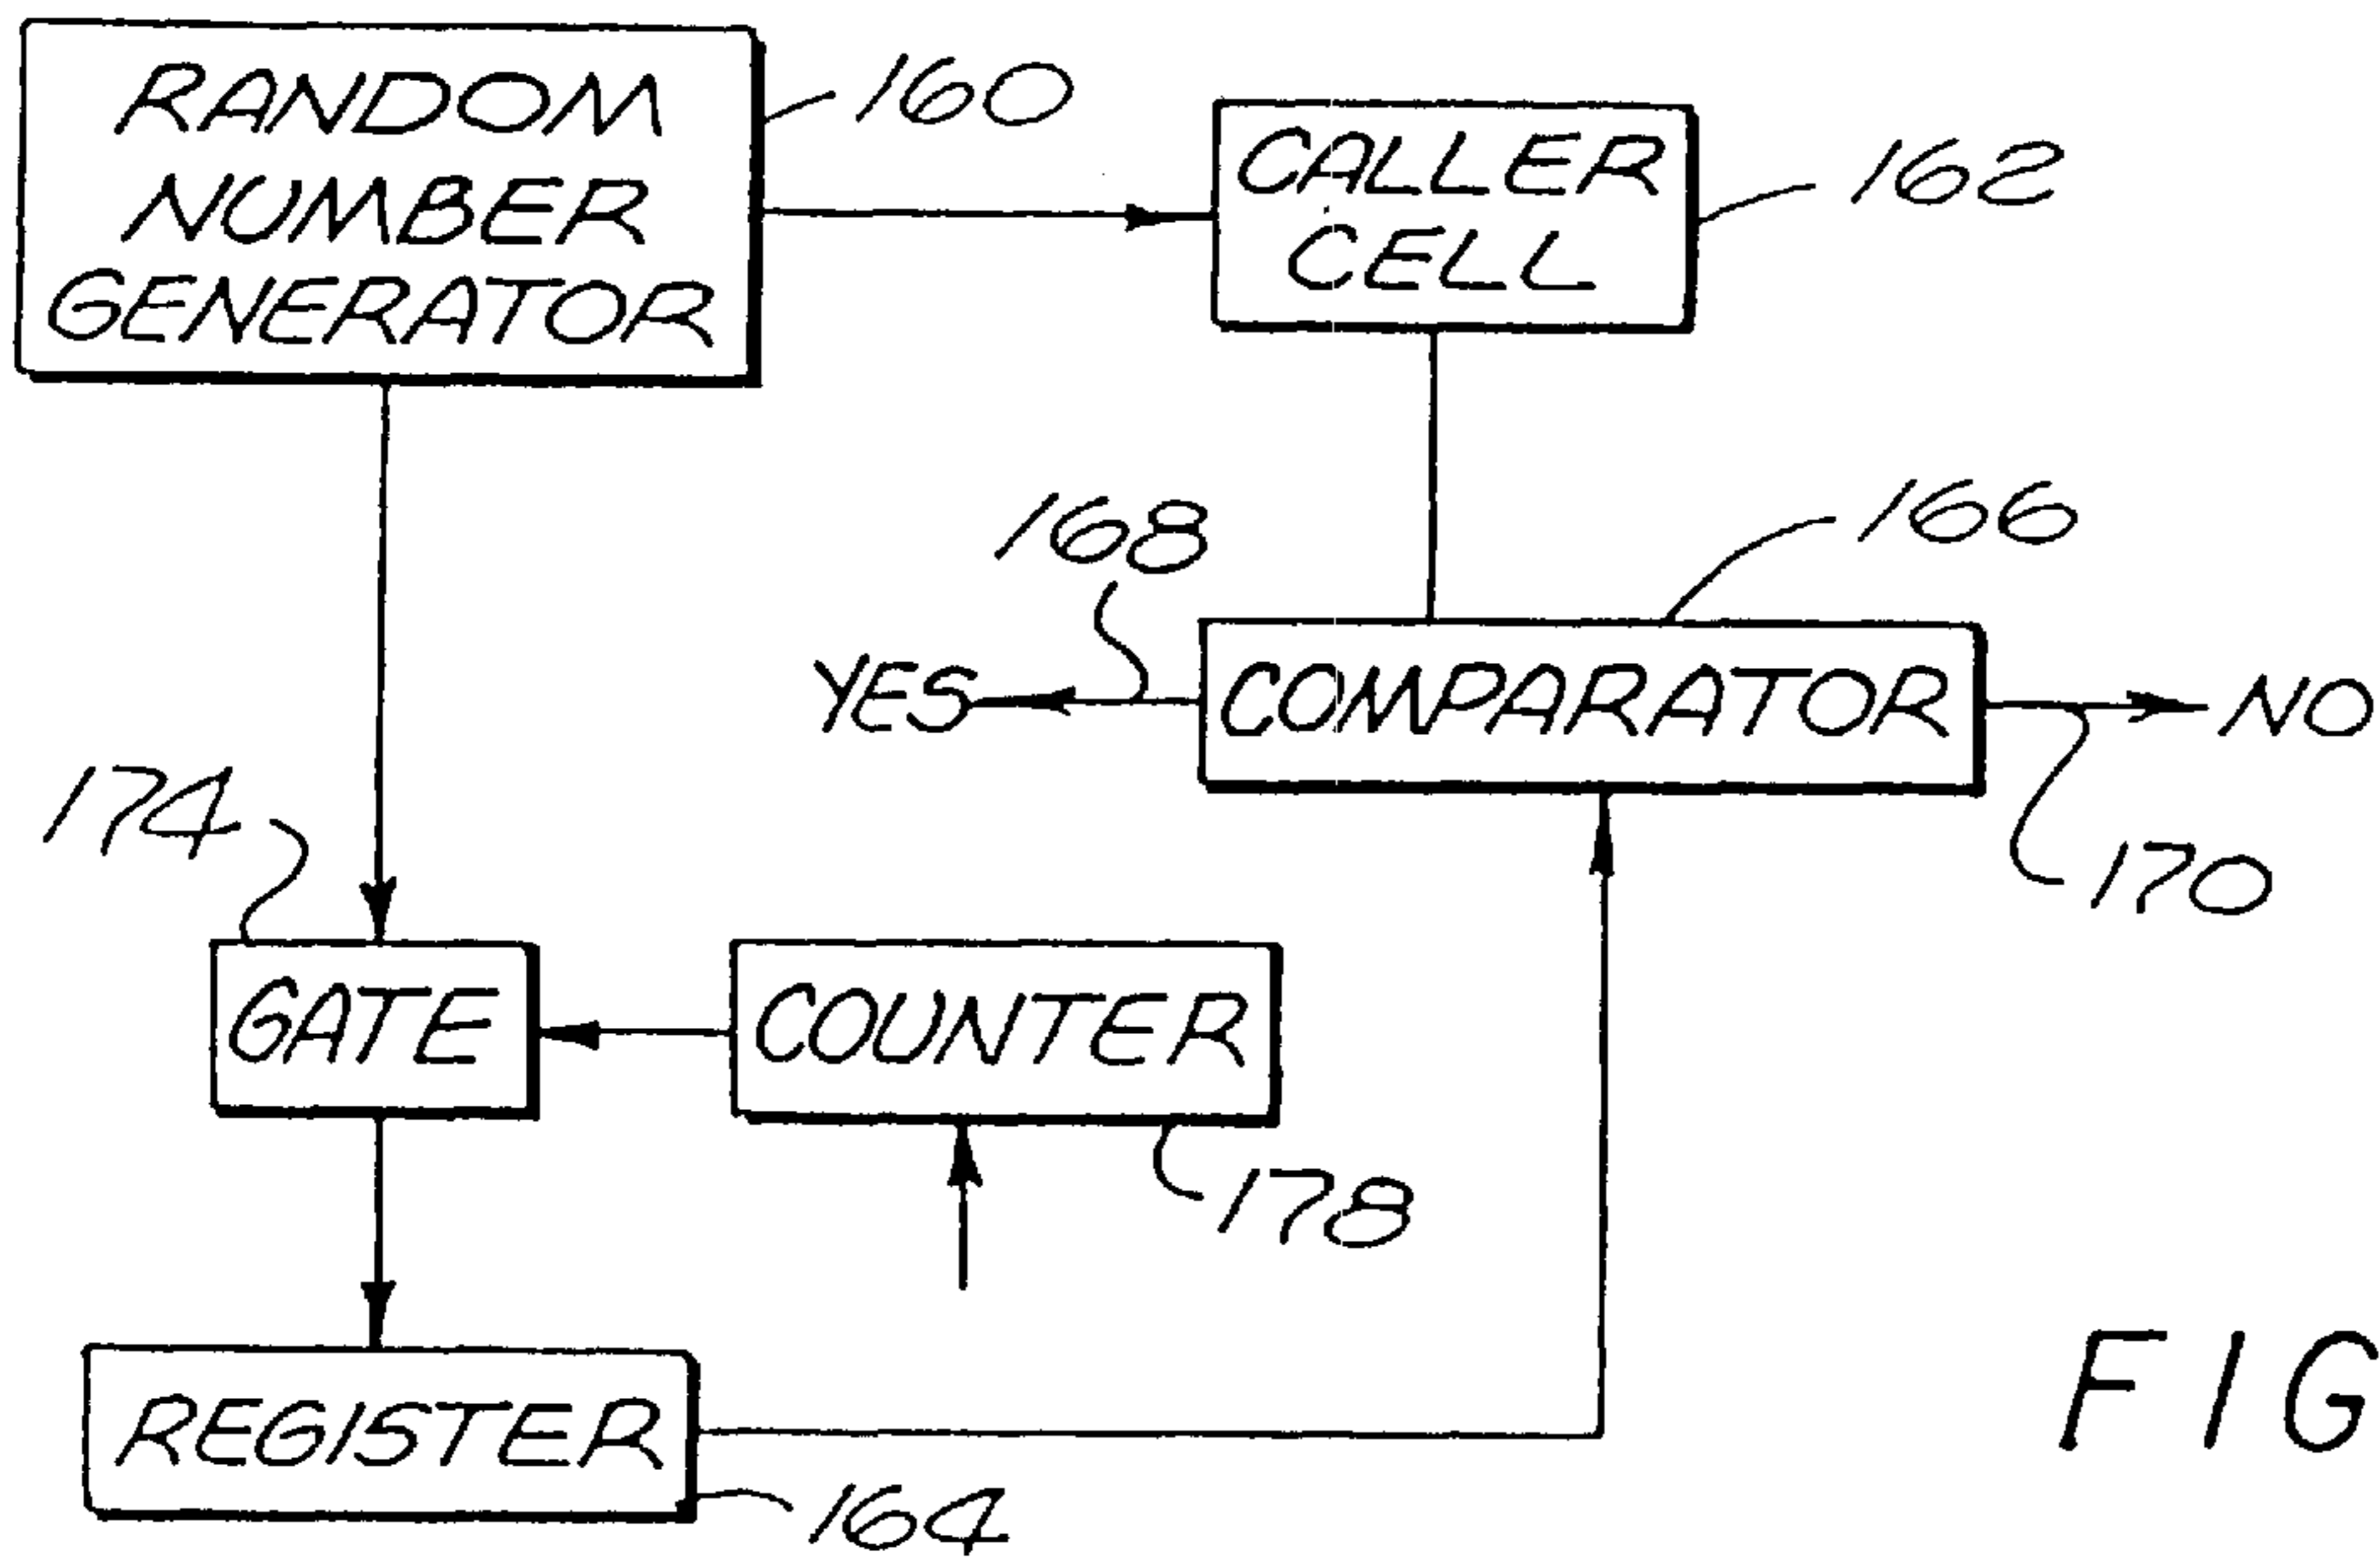 RANDOM
NUMBER
GENERATOR
160
CALLER
CELL
162
168
166
YES
COMPARATOR
NO
174
170
GATE
COUNTER
178
REGISTER
164
FIG